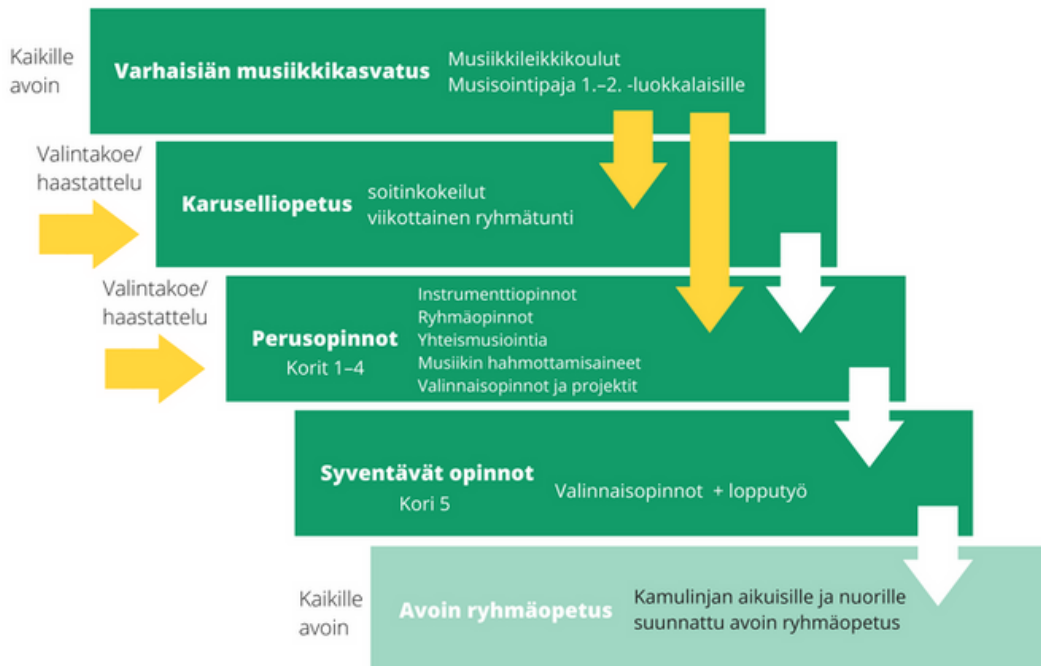 Kaikille
avoin
Varhaisiän musiikkikasvatus
Musiikkileikkikoulut
Musisointipaja 1.–2. -luokkalaisille
Valintakoe/
haastattelu
Karuselliopetus
soitinkokeilut
viikottainen ryhmätunti
Valintakoe/
haastattelu
Perusopinnot
Korit 1–4
Instrumenttiopinnot
Ryhmäopinnot
Yhteismusiointia
Musiikin hahmottamisaineet
Valinnaisopinnot ja projektit
Syventävät opinnot
Kori 5
Valinnaisopinnot + lopputyö
Kaikille
avoin
Avoin ryhmäopetus
Kamulinjan aikuisille ja nuorille
suunnattu avoin ryhmäopetus